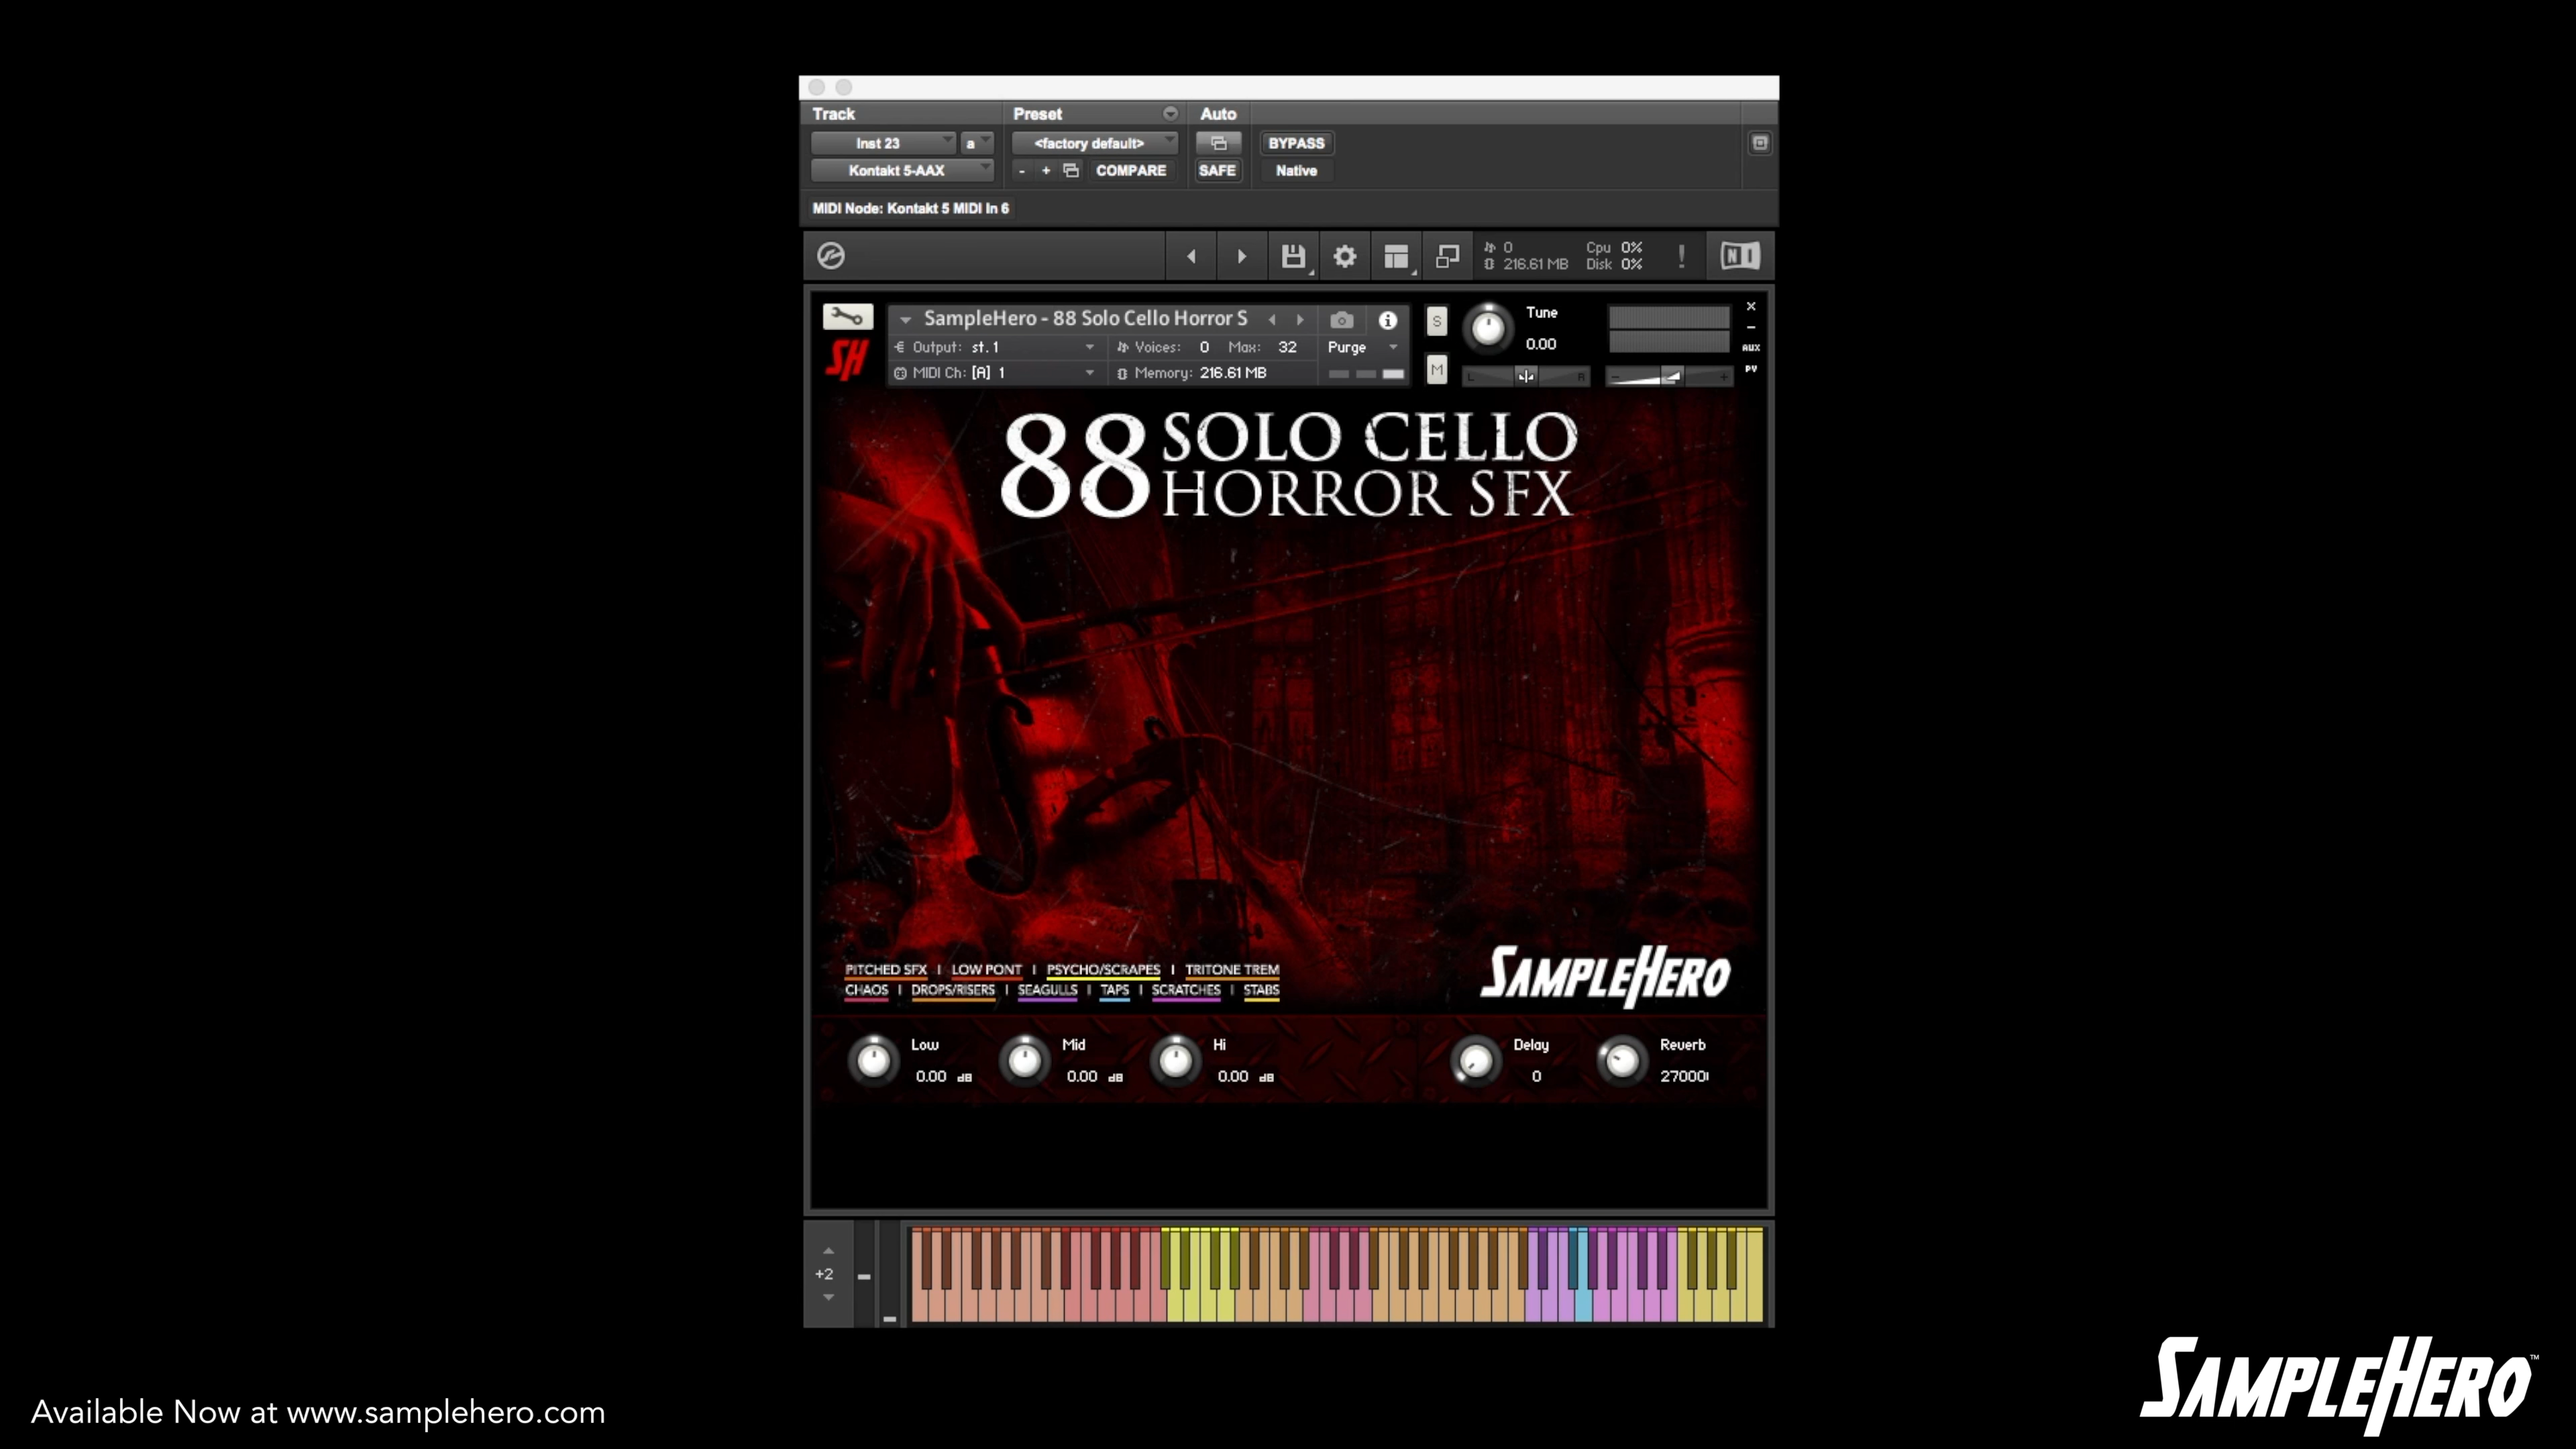 Track
Preset
Auto
Inst 23
a
<factory default>
BYPASS
Kontakt 5-AAX
- + COMPARE
SAFE
Native
MIDI Node: Kontakt 5 MIDI In 6
0
Cpu 0%
216.61 MB
Disk 0%
!
NI
SampleHero - 88 Solo Cello Horror S
i
S
Tune
0.00
×
-
AUX
PV
SH
Output: st.1
Voices: 0 Max: 32
Purge
MIDI Ch: [A] 1
Memory: 216.61 MB
M
L
R
- +
88 SOLO CELLO
HORROR SFX
PITCHED SFX | LOW PONT | PSYCHO/SCRAPES | TRITONE TREM
CHAOS | DROPS/RISERS | SEAGULLS | TAPS | SCRATCHES | STABS
SAMPLEHERO
Low
0.00 dB
Mid
0.00 dB
Hi
0.00 dB
Delay
0
Reverb
27000
+2
Available Now at www.samplehero.com
SAMPLEHERO™